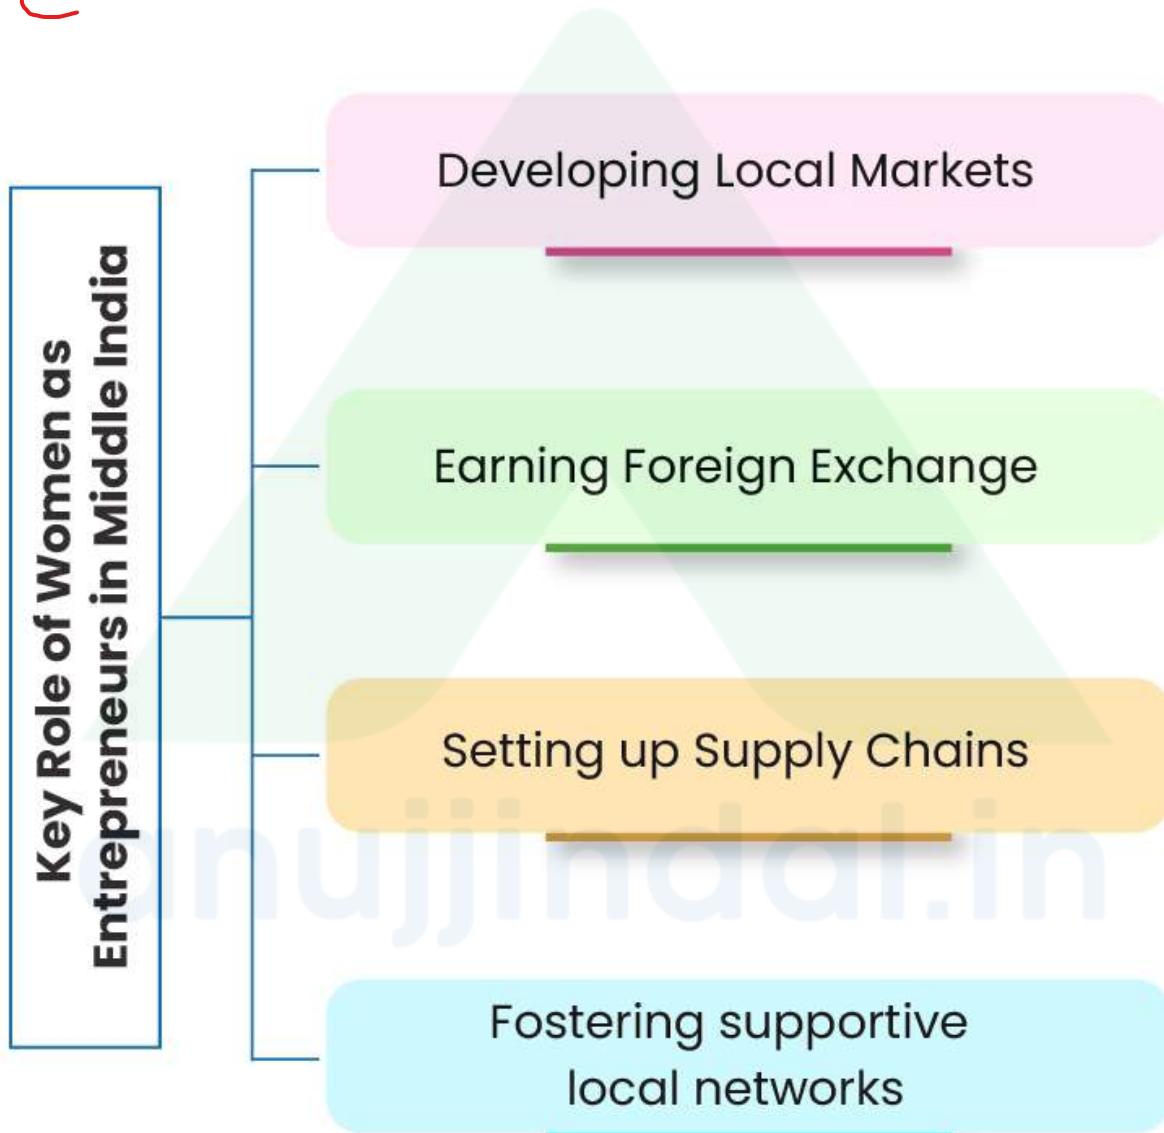 Key Role of Women as
Entrepreneurs in Middle India
Developing Local Markets
Earning Foreign Exchange
Setting up Supply Chains
Fostering supportive
local networks
anujjindal.in